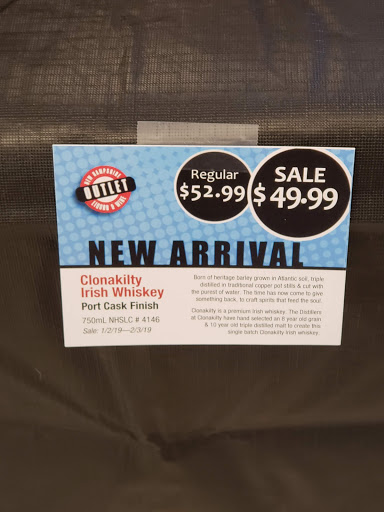 NEW HAMPSHIRE
OUTLET
LIQUOR & WINE
Regular
$52.99
SALE
$49.99
NEW ARRIVAL
Clonakilty
Irish Whiskey
Port Cask Finish
750mL NHSLC # 4146
Sale: 1/2/19—2/3/19
Born of heritage barley grown in Atlantic soil, triple
distilled in traditional copper pot stills & cut with
the purest of water. The time has now come to give
something back, to craft spirits that feed the soul.
Clonakilty is a premium Irish whiskey. The Distillers
at Clonakilty have hand selected an 8 year old grain
& 10 year old triple distilled malt to create this
single batch Clonakilty Irish whiskey.